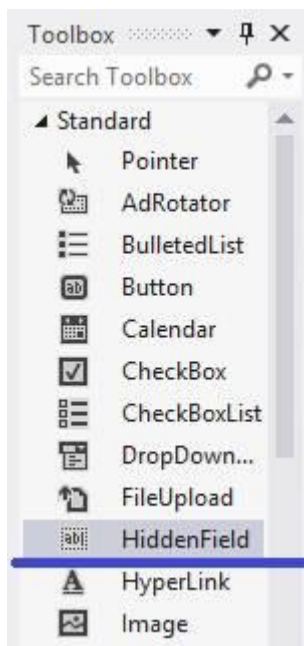 Toolbox
Search Toolbox
Standard
Pointer
AdRotator
BulletedList
Button
Calendar
CheckBox
CheckBoxList
DropDown...
FileUpload
HiddenField
HyperLink
Image